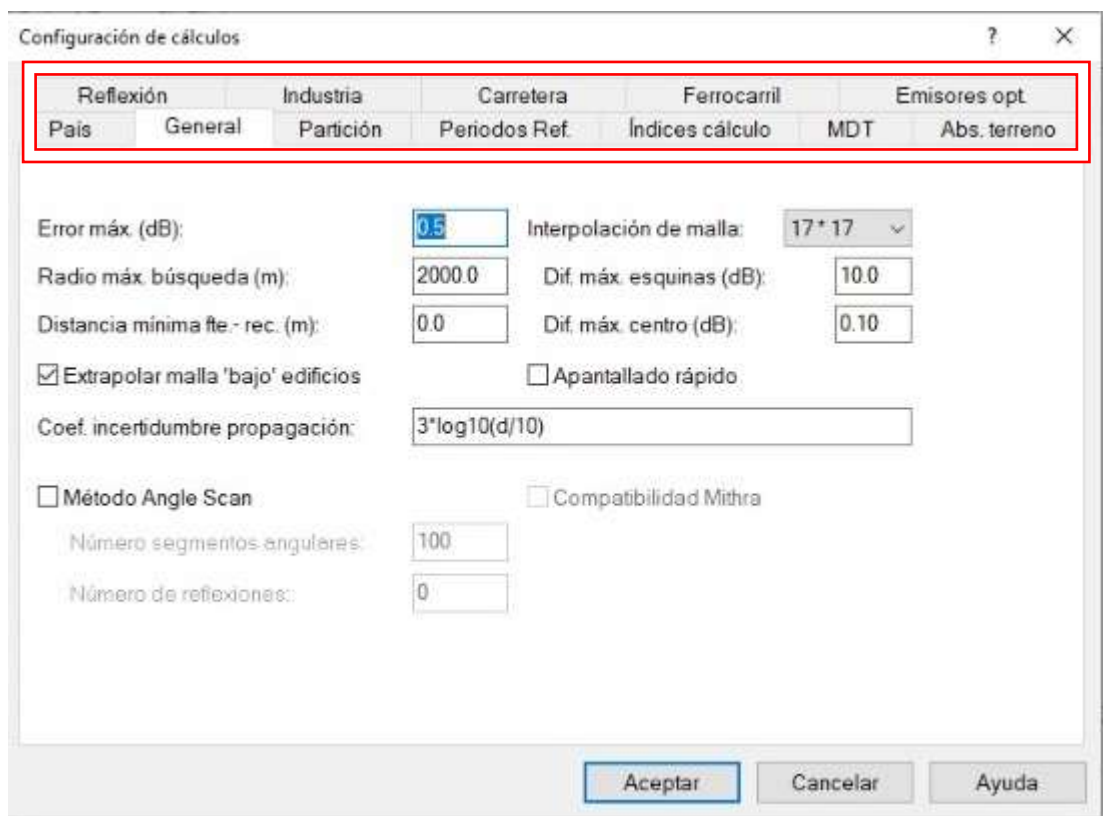 Configuración de cálculos ? ×
Reflexión Industria Carretera Ferrocarril Emisores opt.
País General Partición Periodos Ref. Índices cálculo MDT Abs. terreno
Error máx. (dB): 0.5 Interpolación de malla: 17*17
Radio máx. búsqueda (m): 2000.0 Dif. máx. esquinas (dB): 10.0
Distancia mínima fte.- rec. (m): 0.0 Dif. máx. centro (dB): 0.10
Extrapolar malla 'bajo' edificios Apantallado rápido
Coef. incertidumbre propagación: 3*log10(d/10)
Método Angle Scan Compatibilidad Mithra
Número segmentos angulares: 100
Número de reflexiones: 0
Aceptar Cancelar Ayuda